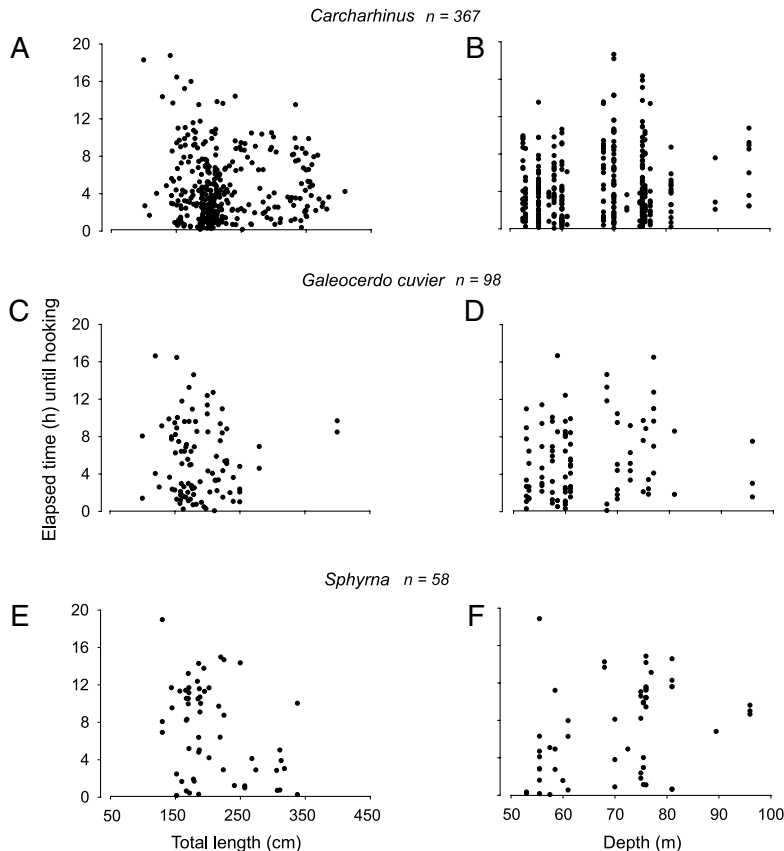 Carcharhinus n = 367
A
B
20
16
12
8
4
0
Galeocerdo cuvier n = 98
C
D
20
16
12
8
4
0
Elapsed time (h) until hooking
Sphyrna n = 58
E
F
20
16
12
8
4
0
50 150 250 350 450
50 60 70 80 90 100
Total length (cm)
Depth (m)